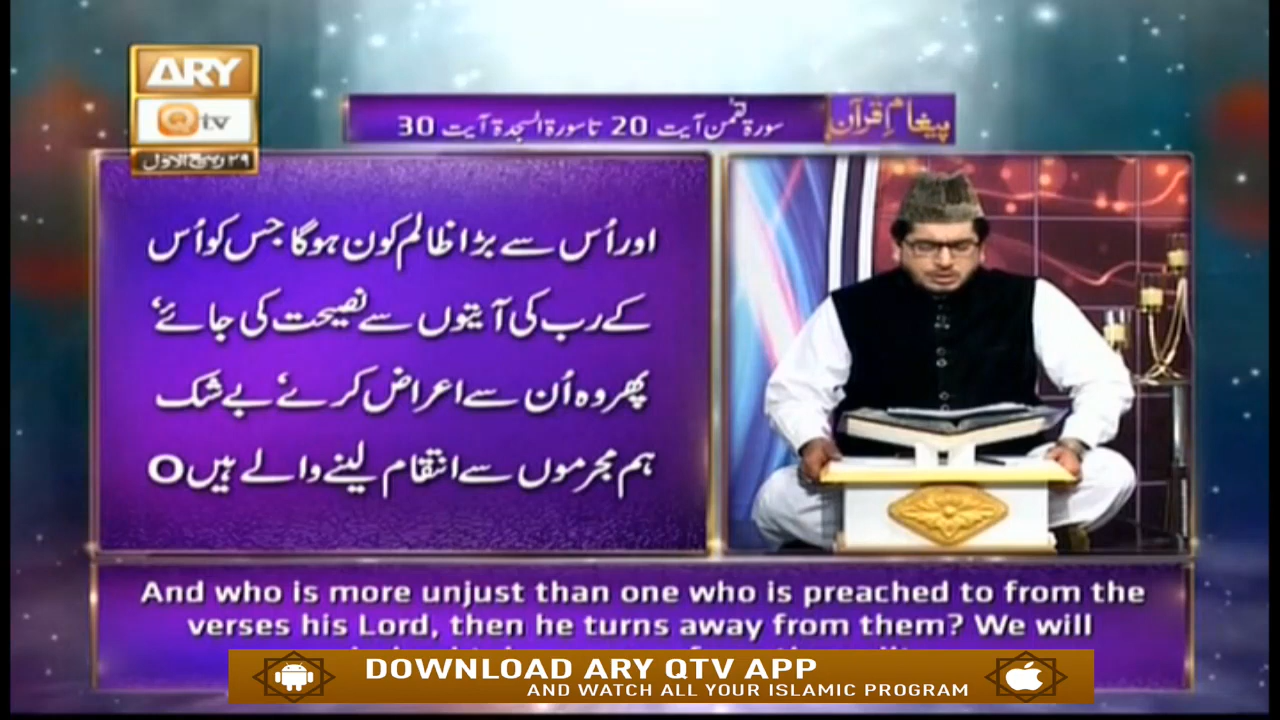 ARY
Qtv
۲۹ ربیع الاول
پیغام قرآن
سورۃ لقمٰن آیت 20 تا سورۃ السجدۃ آیت 30
اور اُس سے بڑا ظالم کون ہو گا جس کو اُس
کے رب کی آیتوں سے نصیحت کی جائے‘
پھر وہ اُن سے اعراض کرے‘ بے شک
ہم مجرموں سے انتقام لینے والے ہیں O
And who is more unjust than one who is preached to from the
verses his Lord, then he turns away from them? We will
DOWNLOAD ARY QTV APP
AND WATCH ALL YOUR ISLAMIC PROGRAM